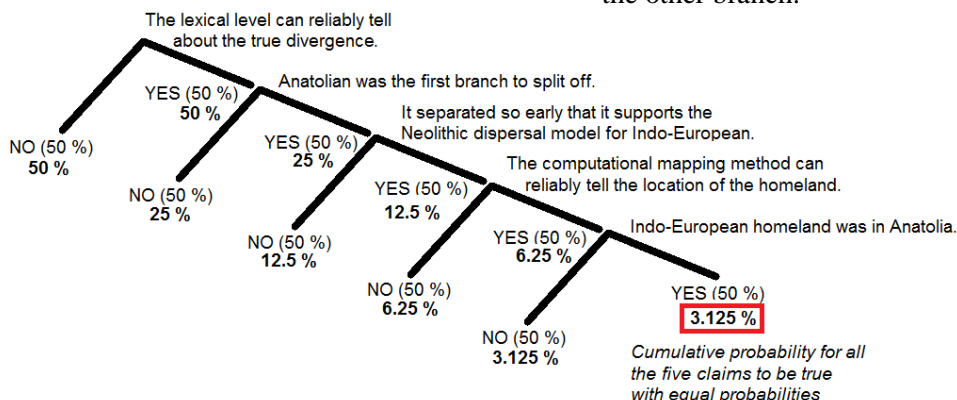 the other branch.
The lexical level can reliably tell
about the true divergence.
Anatolian was the first branch to split off.
YES (50 %)
50 %
It separated so early that it supports the
Neolithic dispersal model for Indo-European.
NO (50 %)
50 %
YES (50 %)
25 %
The computational mapping method can
reliably tell the location of the homeland.
NO (50 %)
25 %
YES (50 %)
12.5 %
Indo-European homeland was in Anatolia.
NO (50 %)
12.5 %
YES (50 %)
6.25 %
NO (50 %)
6.25 %
YES (50 %)
3.125 %
NO (50 %)
3.125 %
Cumulative probability for all
the five claims to be true
with equal probabilities